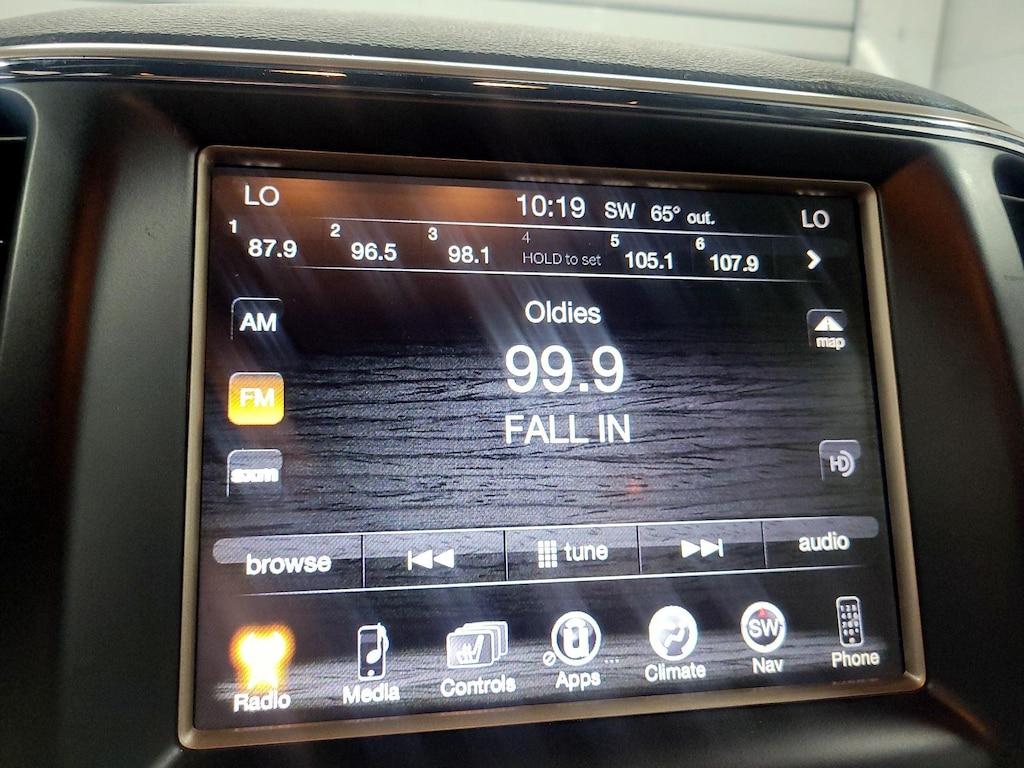 LO 10:19 SW 65° out. LO
1 87.9 2 96.5 3 98.1 4 HOLD to set 5 105.1 6 107.9
Oldies
AM
map
99.9
FM
FALL IN
HD
sxm
browse tune audio
SW
Radio Media Controls Apps Climate Nav Phone